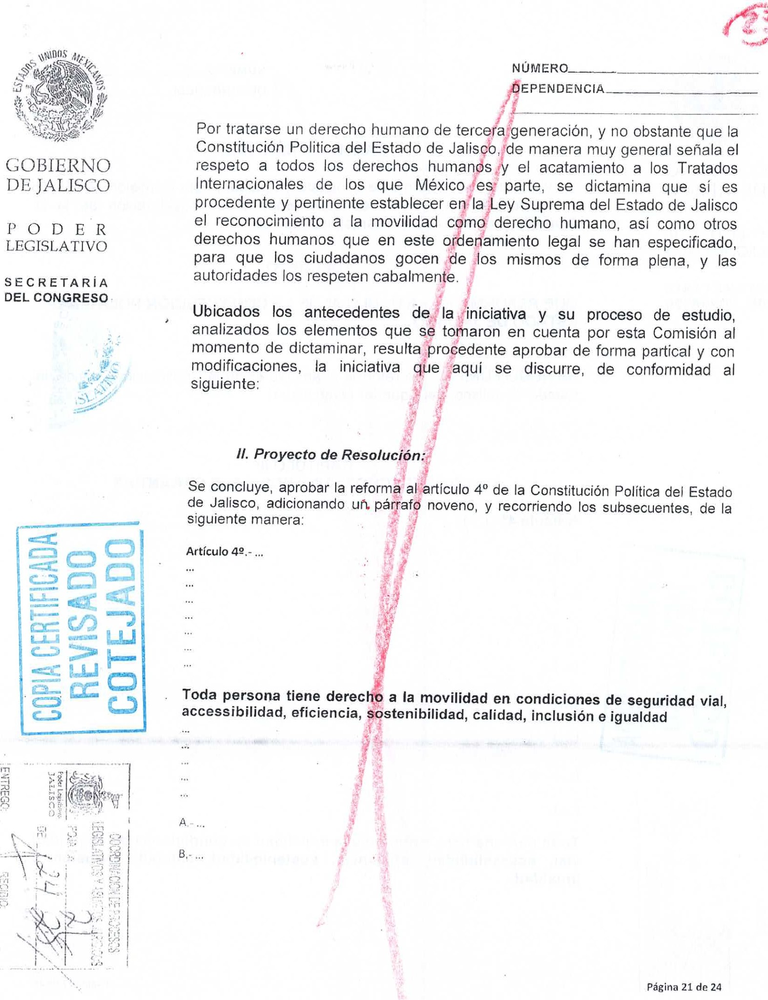 23
ESTADOS UNIDOS MEXICANOS
NÚMERO
DEPENDENCIA
GOBIERNO
DE JALISCO
PODER
LEGISLATIVO
SECRETARÍA
DEL CONGRESO
Por tratarse un derecho humano de tercera generación, y no obstante que la
Constitución Politica del Estado de Jalisco, de manera muy general señala el
respeto a todos los derechos humanos y el acatamiento a los Tratados
Internacionales de los que México es parte, se dictamina que sí es
procedente y pertinente establecer en la Ley Suprema del Estado de Jalisco
el reconocimiento a la movilidad como derecho humano, así como otros
derechos humanos que en este ordenamiento legal se han especificado,
para que los ciudadanos gocen de los mismos de forma plena, y las
autoridades los respeten cabalmente.
Ubicados los antecedentes de la iniciativa y su proceso de estudio,
analizados los elementos que se tomaron en cuenta por esta Comisión al
momento de dictaminar, resulta procedente aprobar de forma partical y con
modificaciones, la iniciativa que aquí se discurre, de conformidad al
siguiente:
II. Proyecto de Resolución:
Se concluye, aprobar la reforma al artículo 4º de la Constitución Política del Estado
de Jalisco, adicionando un párrafo noveno, y recorriendo los subsecuentes, de la
siguiente manera:
Artículo 4º.- ...
...
...
...
...
...
...
...
Toda persona tiene derecho a la movilidad en condiciones de seguridad vial,
accessibilidad, eficiencia, sostenibilidad, calidad, inclusión e igualdad
...
...
...
...
...
A.- ...
B.- ...
COPIA CERTIFICADA
REVISADO
COTEJADO
Poder Legislativo
JALISCO
COORDINACION DE PROCESOS
LEGISLATIVOS Y ASUNTOS JURIDICOS
ENTREGO:
RECIBIO:
Página 21 de 24